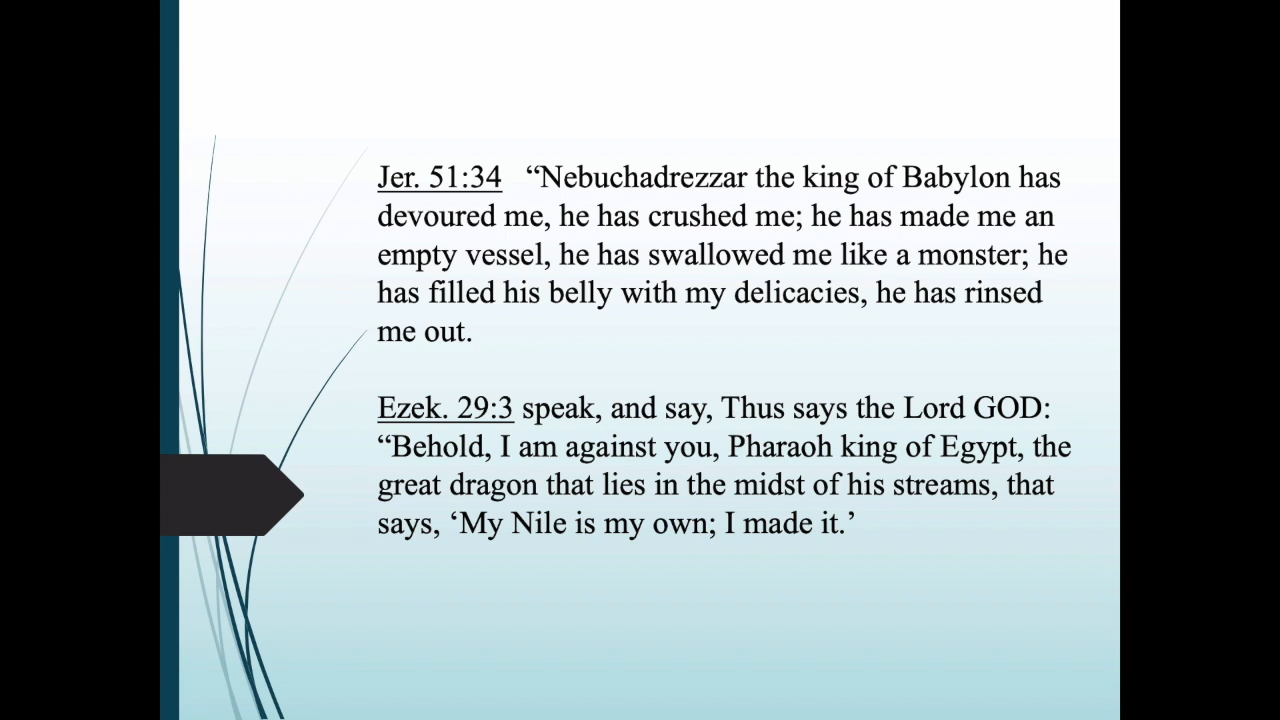 Jer. 51:34   “Nebuchadrezzar the king of Babylon has
devoured me, he has crushed me; he has made me an
empty vessel, he has swallowed me like a monster; he
has filled his belly with my delicacies, he has rinsed
me out.
Ezek. 29:3 speak, and say, Thus says the Lord GOD:
“Behold, I am against you, Pharaoh king of Egypt, the
great dragon that lies in the midst of his streams, that
says, ‘My Nile is my own; I made it.’